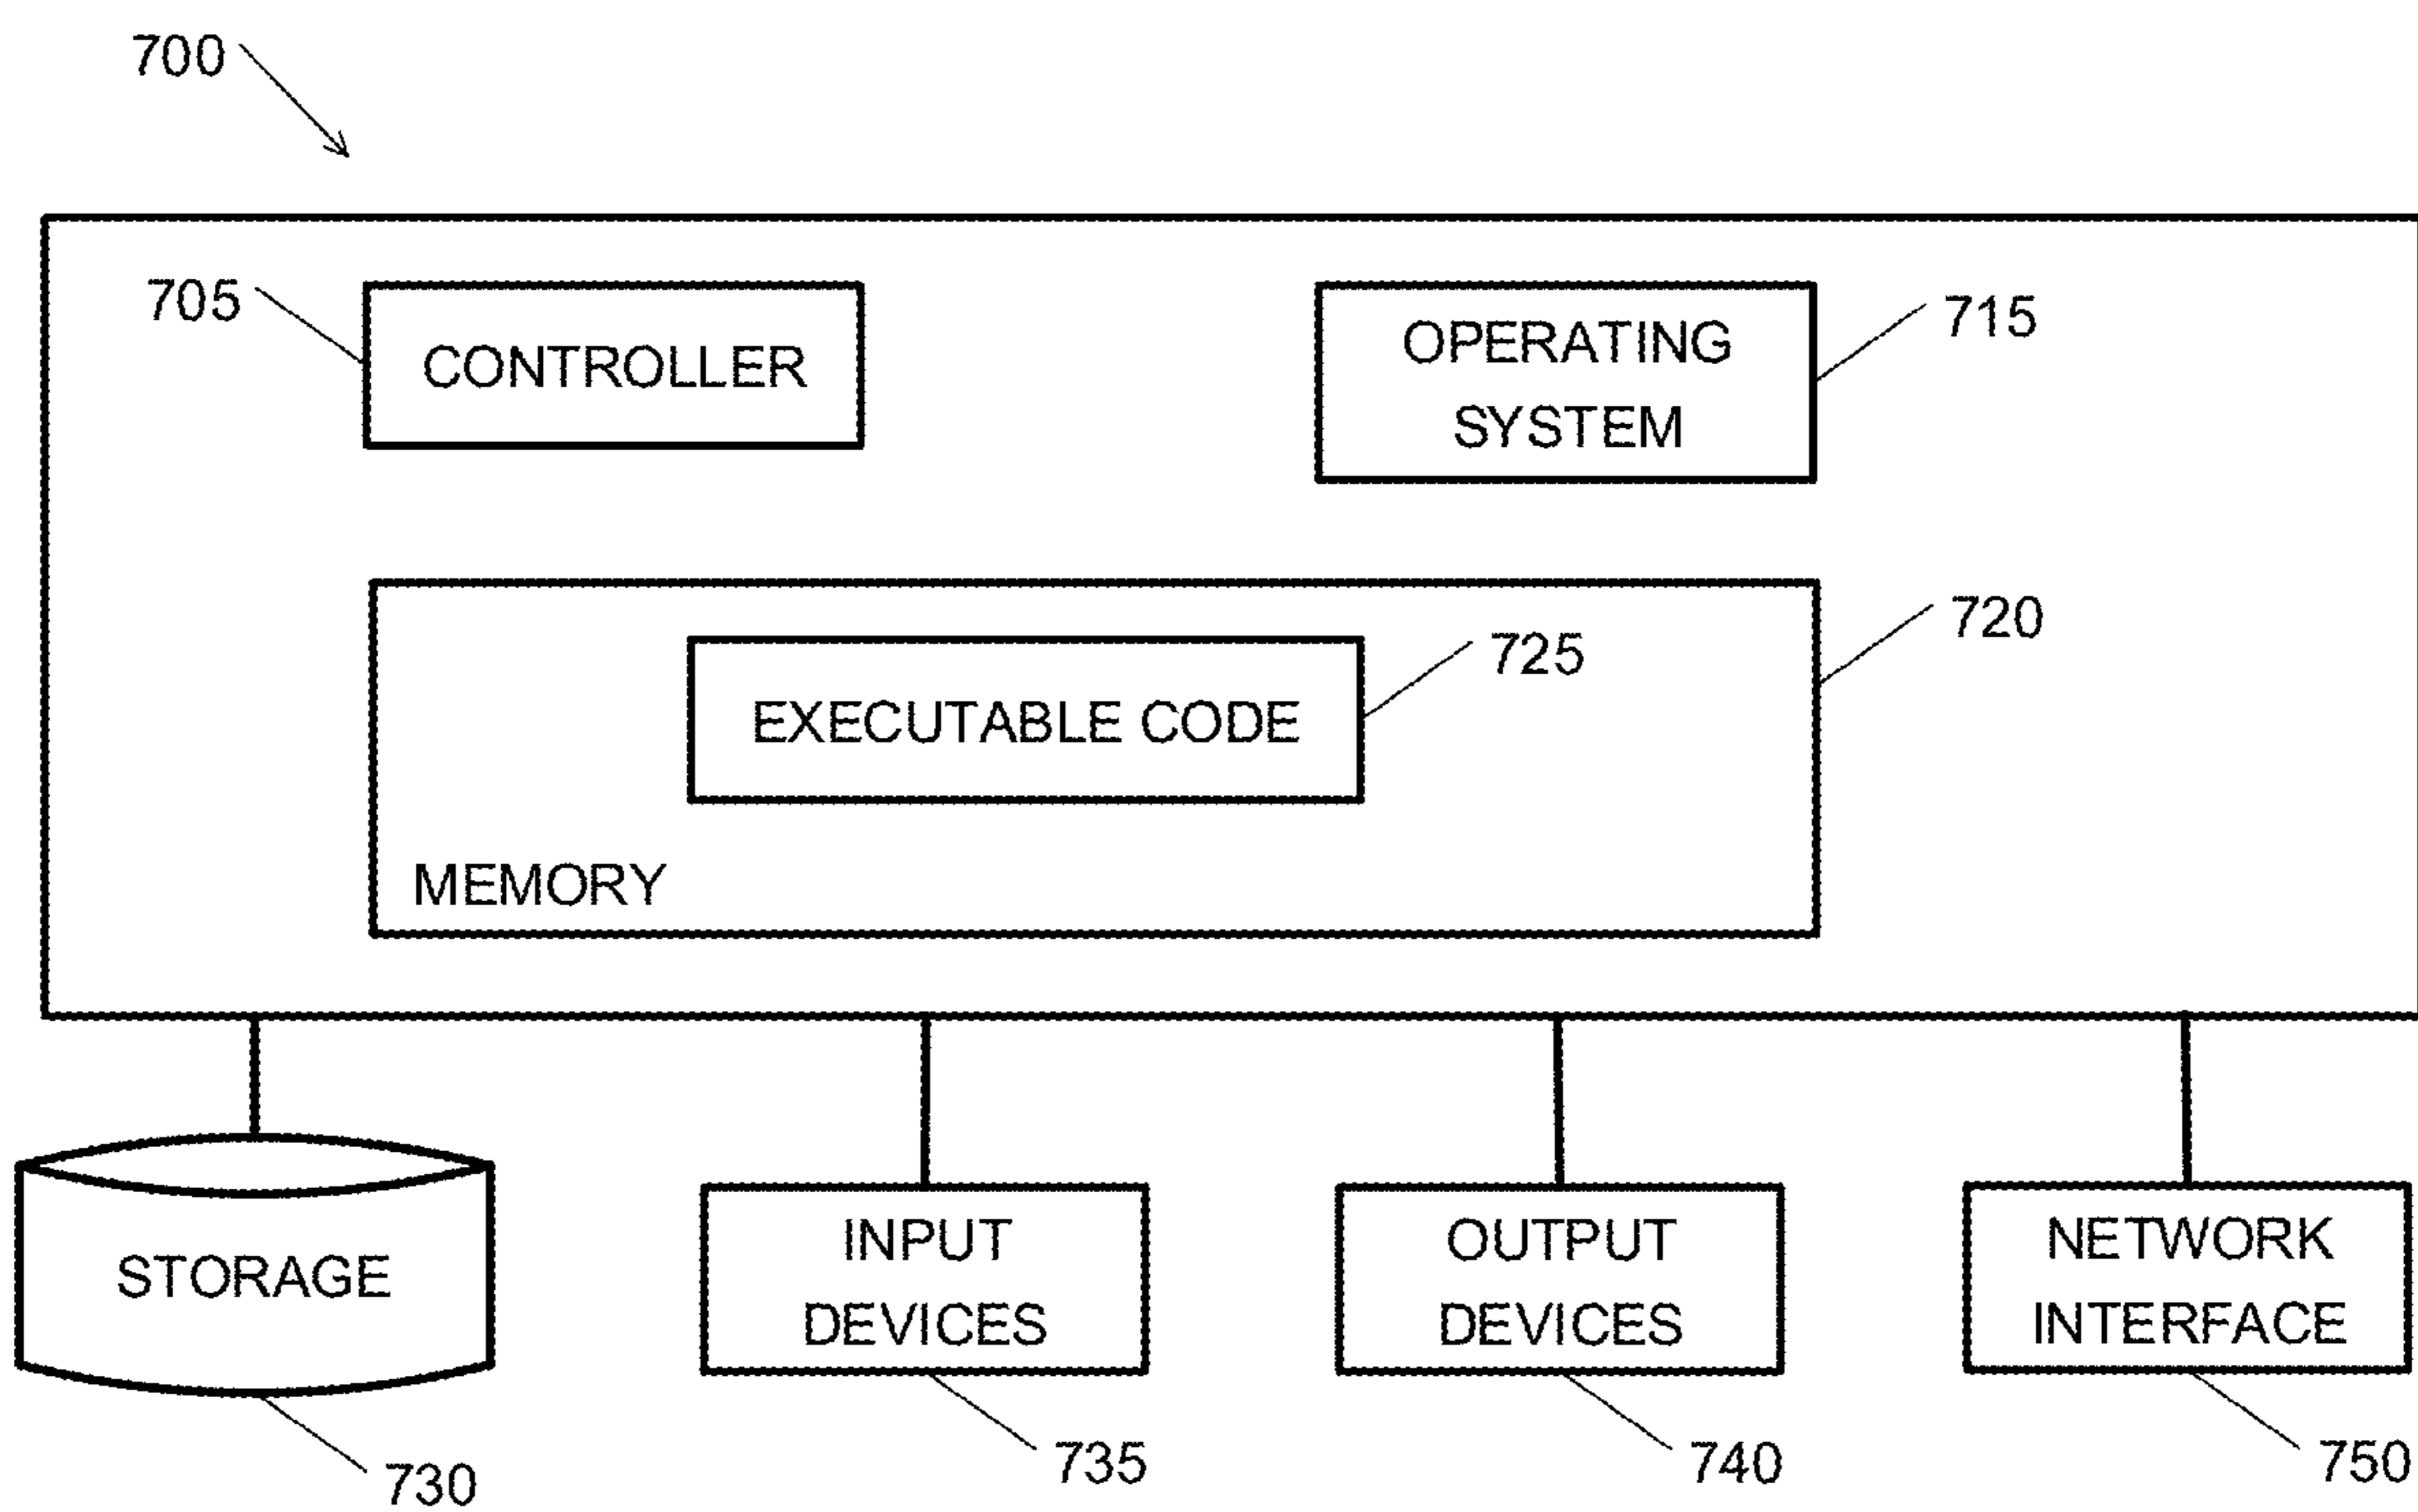 700
705
CONTROLLER
OPERATING
SYSTEM
715
720
725
EXECUTABLE CODE
MEMORY
STORAGE
730
INPUT
DEVICES
735
OUTPUT
DEVICES
740
NETWORK
INTERFACE
750